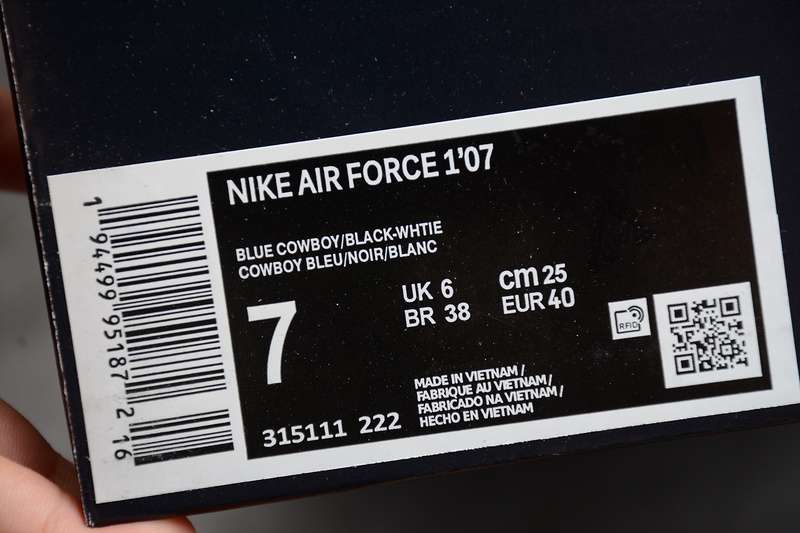 NIKE AIR FORCE 1'07
BLUE COWBOY/BLACK-WHTIE
COWBOY BLEU/NOIR/BLANC
7
UK 6
BR 38
cm 25
EUR 40
RFID
315111 222
MADE IN VIETNAM /
FABRIQUE AU VIETNAM /
FABRICADO NA VIETNAM /
HECHO EN VIETNAM
1 94499 95187 2 16